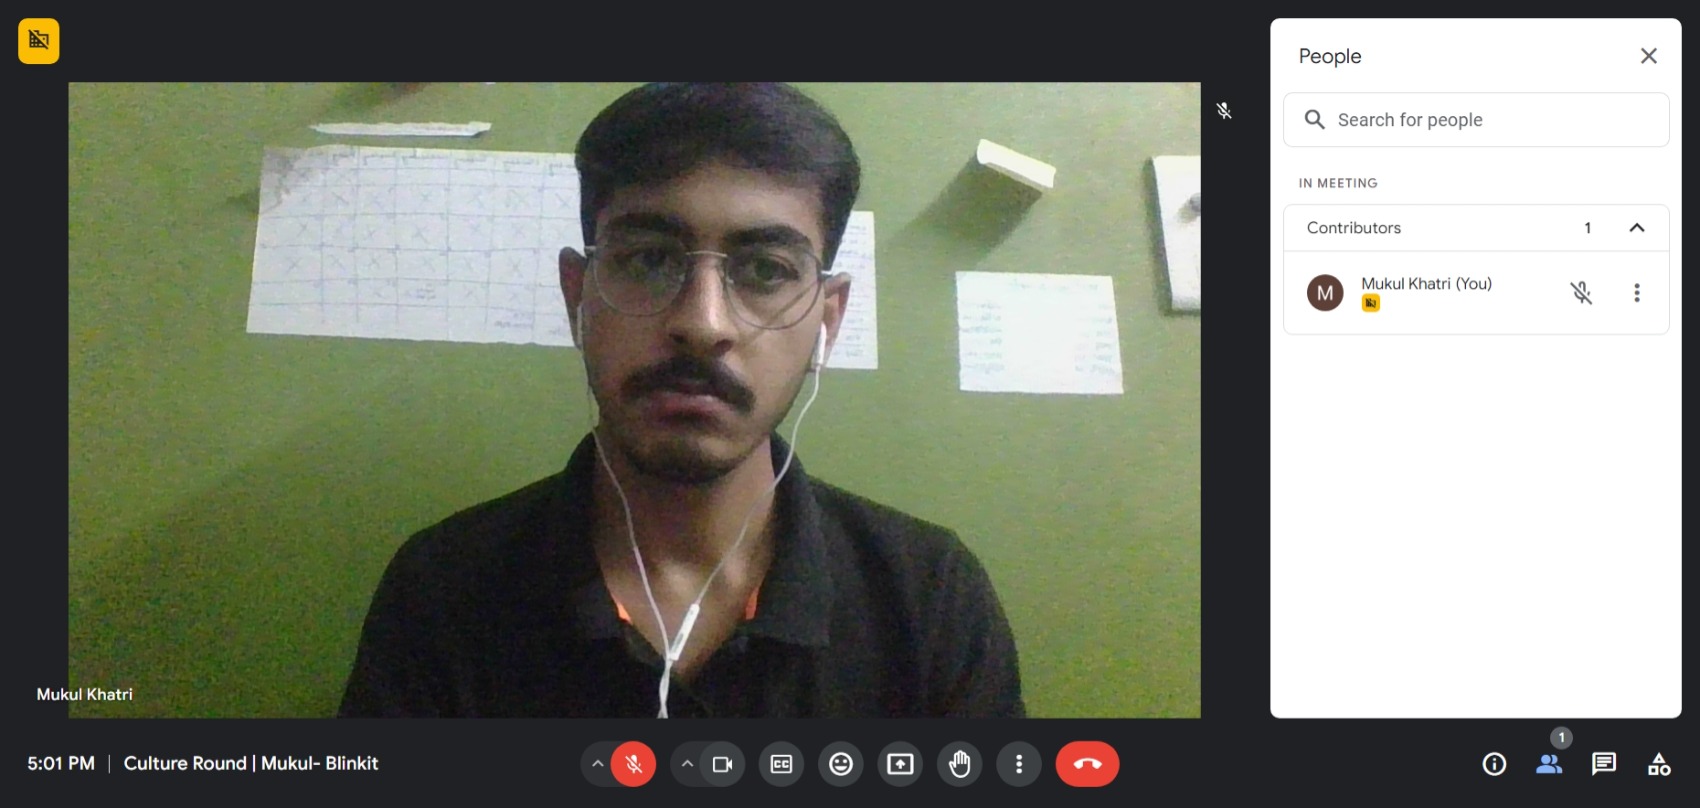 People
Search for people
IN MEETING
Contributors 1
M Mukul Khatri (You)
Mukul Khatri
5:01 PM | Culture Round | Mukul- Blinkit
CC
1